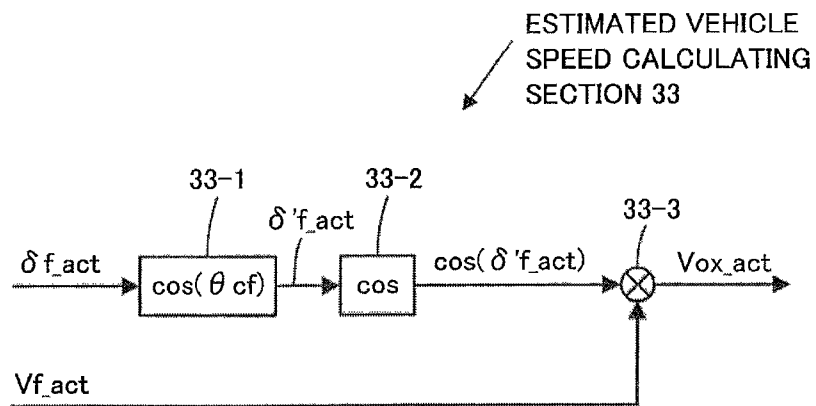 ESTIMATED VEHICLE
SPEED CALCULATING
SECTION 33
33-1
33-2
33-3
δf_act
cos(θcf)
δ'f_act
cos
cos(δ'f_act)
Vox_act
Vf_act